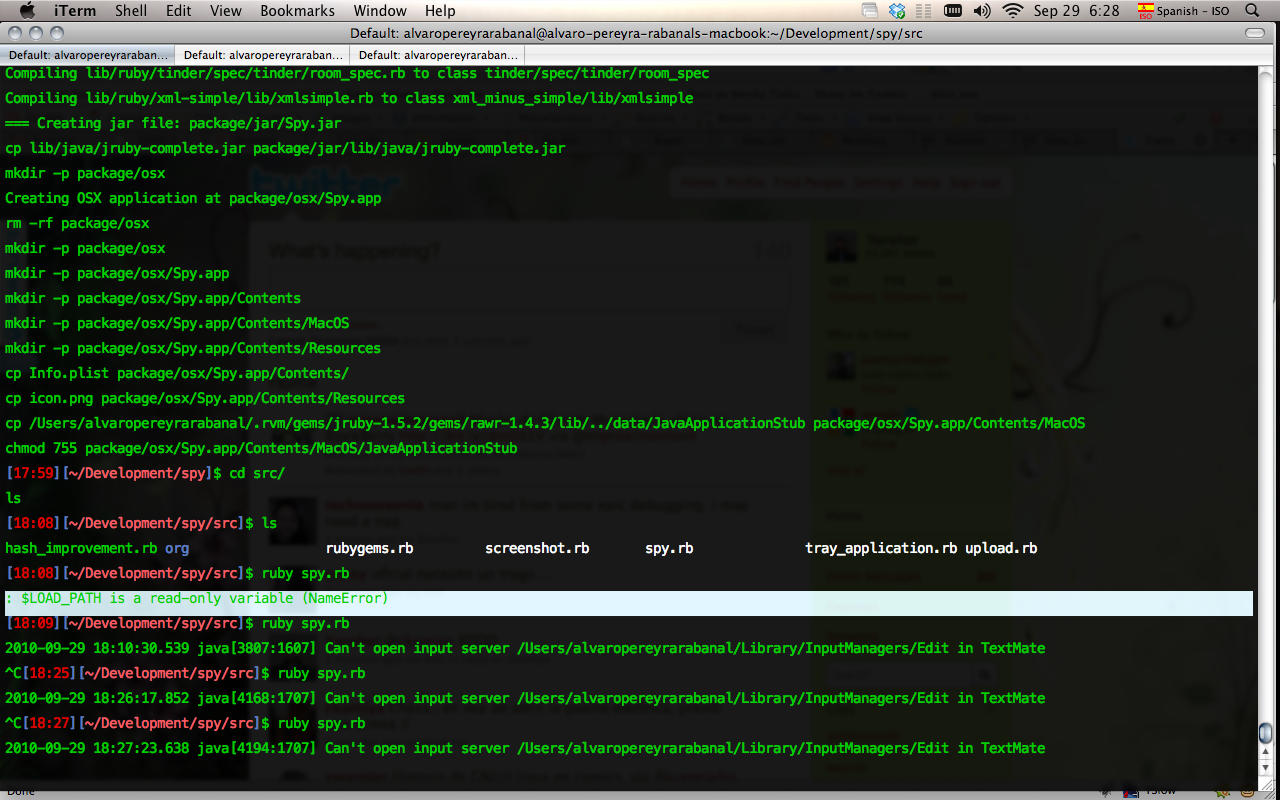 iTerm Shell Edit View Bookmarks Window Help Sep 29 6:28 Spanish – ISO
Default: alvaropereyrarabanal@alvaro-pereyra-rabanals-macbook:~/Development/spy/src
Default: alvaropereyraraban... Default: alvaropereyraraban... Default: alvaropereyraraban...
Compiling lib/ruby/tinder/spec/tinder/room_spec.rb to class tinder/spec/tinder/room_spec
Compiling lib/ruby/xml-simple/lib/xmlsimple.rb to class xml_minus_simple/lib/xmlsimple
=== Creating jar file: package/jar/Spy.jar
cp lib/java/jruby-complete.jar package/jar/lib/java/jruby-complete.jar
mkdir -p package/osx
Creating OSX application at package/osx/Spy.app
rm -rf package/osx
mkdir -p package/osx
mkdir -p package/osx/Spy.app
mkdir -p package/osx/Spy.app/Contents
mkdir -p package/osx/Spy.app/Contents/MacOS
mkdir -p package/osx/Spy.app/Contents/Resources
cp Info.plist package/osx/Spy.app/Contents/
cp icon.png package/osx/Spy.app/Contents/Resources
cp /Users/alvaropereyrarabanal/.rvm/gems/jruby-1.5.2/gems/rawr-1.4.3/lib/../data/JavaApplicationStub package/osx/Spy.app/Contents/MacOS
chmod 755 package/osx/Spy.app/Contents/MacOS/JavaApplicationStub
[17:59][~/Development/spy]$ cd src/
ls
[18:08][~/Development/spy/src]$ ls
hash_improvement.rb org rubygems.rb screenshot.rb spy.rb tray_application.rb upload.rb
[18:08][~/Development/spy/src]$ ruby spy.rb
: $LOAD_PATH is a read-only variable (NameError)
[18:09][~/Development/spy/src]$ ruby spy.rb
2010-09-29 18:10:30.539 java[3807:1607] Can't open input server /Users/alvaropereyrarabanal/Library/InputManagers/Edit in TextMate
^C[18:25][~/Development/spy/src]$ ruby spy.rb
2010-09-29 18:26:17.852 java[4168:1707] Can't open input server /Users/alvaropereyrarabanal/Library/InputManagers/Edit in TextMate
^C[18:27][~/Development/spy/src]$ ruby spy.rb
2010-09-29 18:27:23.638 java[4194:1707] Can't open input server /Users/alvaropereyrarabanal/Library/InputManagers/Edit in TextMate
twitter
Home Profile Find People Settings Help Sign out
What's happening?
140
Done
YSlow